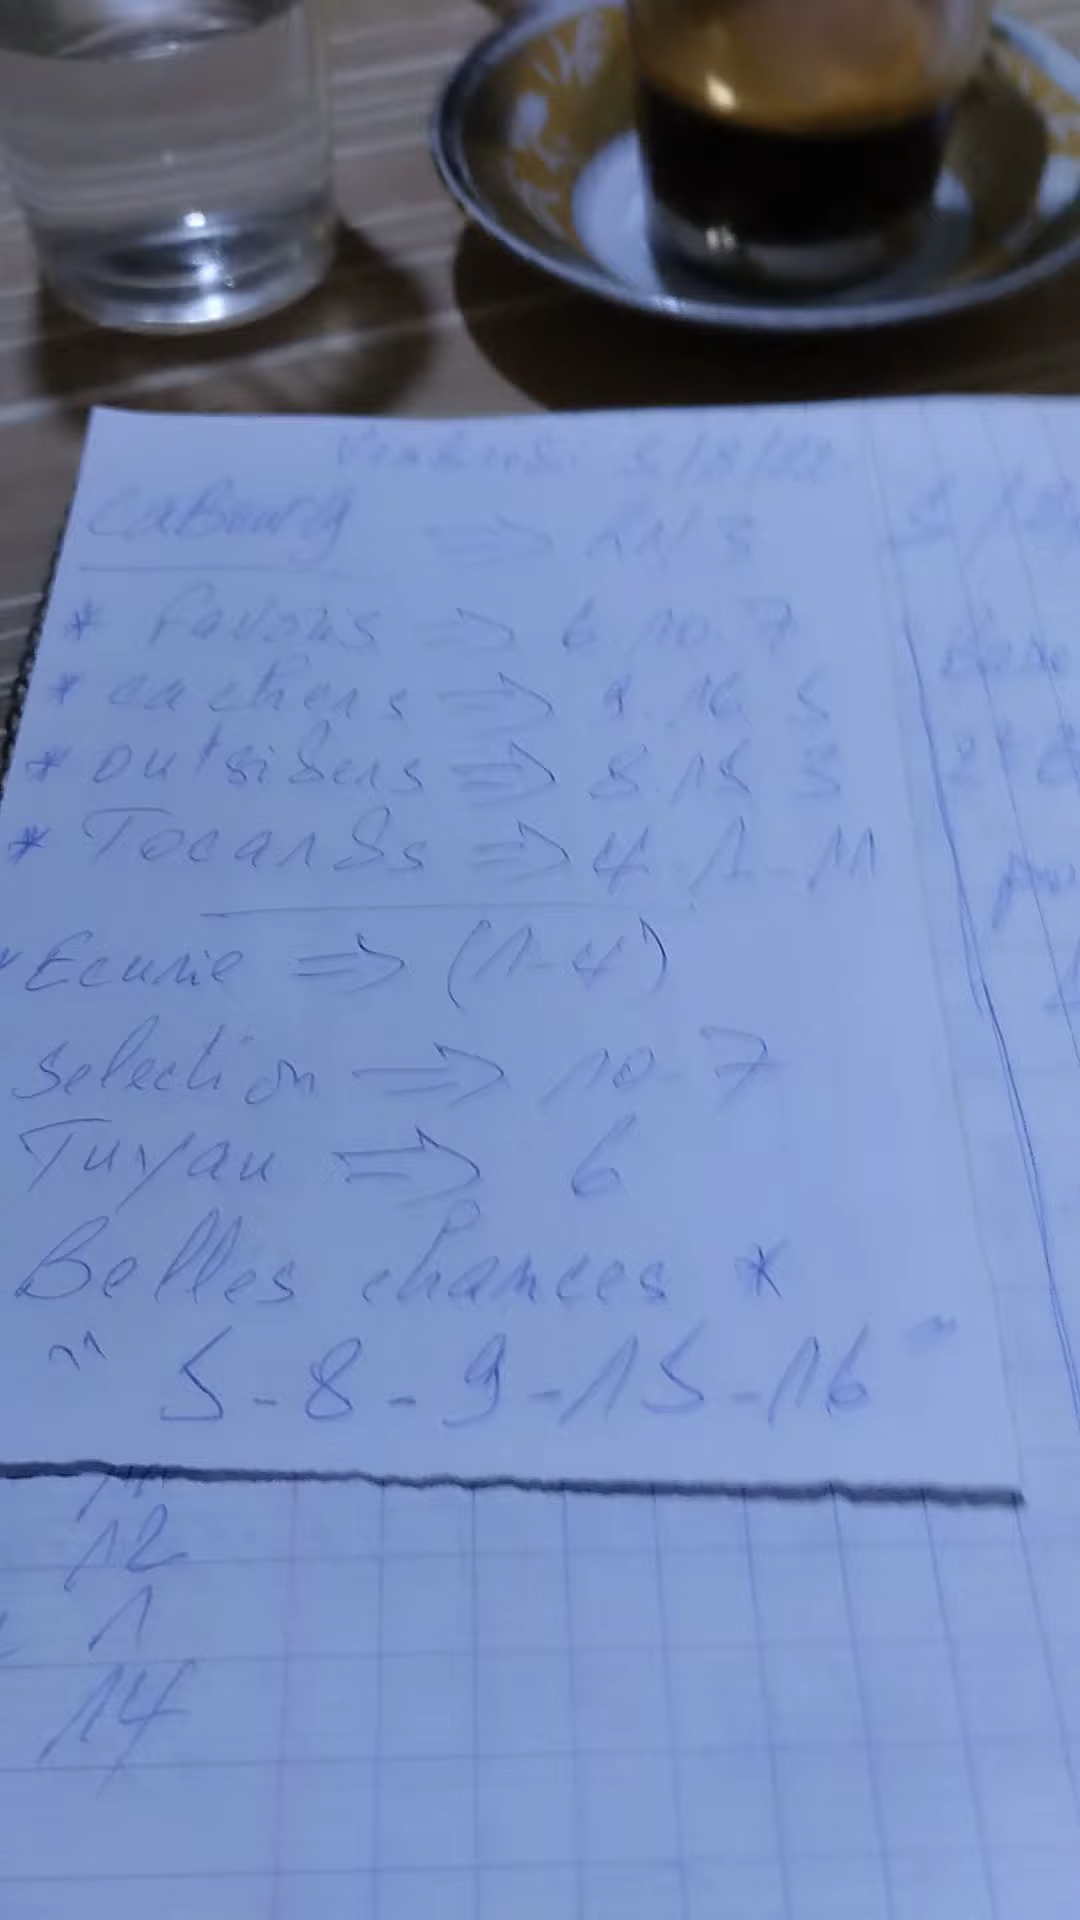 Vendredi 5/8/22
Cabourg ⇒ R1/3
* favoris ⇒ 6 10 7
* cachers ⇒ 9 16 5
* outsiders ⇒ 8 15 3
* Tocards ⇒ 4 - 1 - 11
* Ecurie ⇒ (1-4)
Selection ⇒ 10-7
Tuyau ⇒ 6
Belles chances *
" 5-8-9-15-16 "
12
1
14